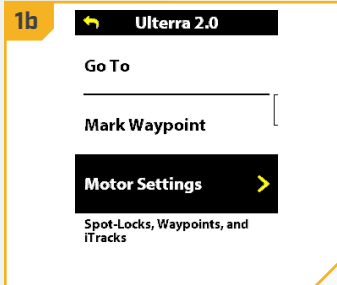 1b
Ulterra 2.0
Go To
Mark Waypoint
Motor Settings
Spot-Locks, Waypoints, and
iTracks